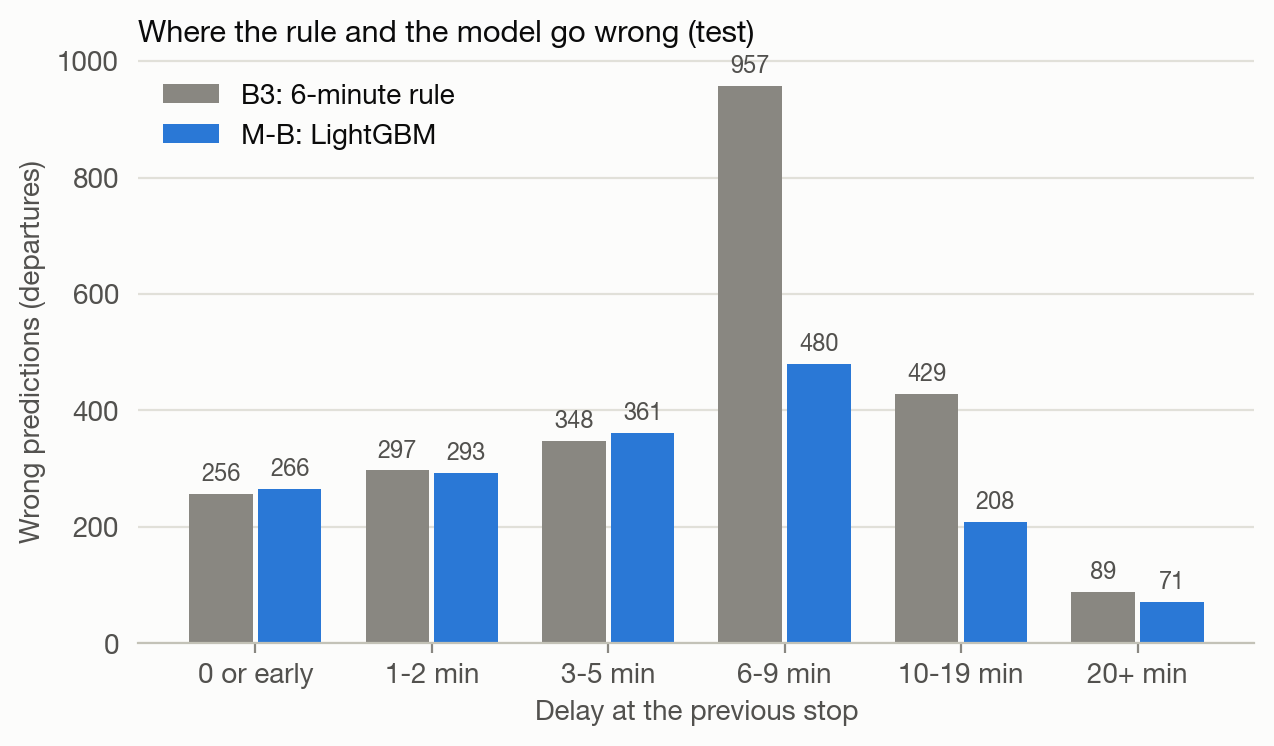 Where the rule and the model go wrong (test)
B3: 6-minute rule
M-B: LightGBM
Wrong predictions (departures)
1000
800
600
400
200
0
256
266
297
293
348
361
957
480
429
208
89
71
0 or early
1-2 min
3-5 min
6-9 min
10-19 min
20+ min
Delay at the previous stop